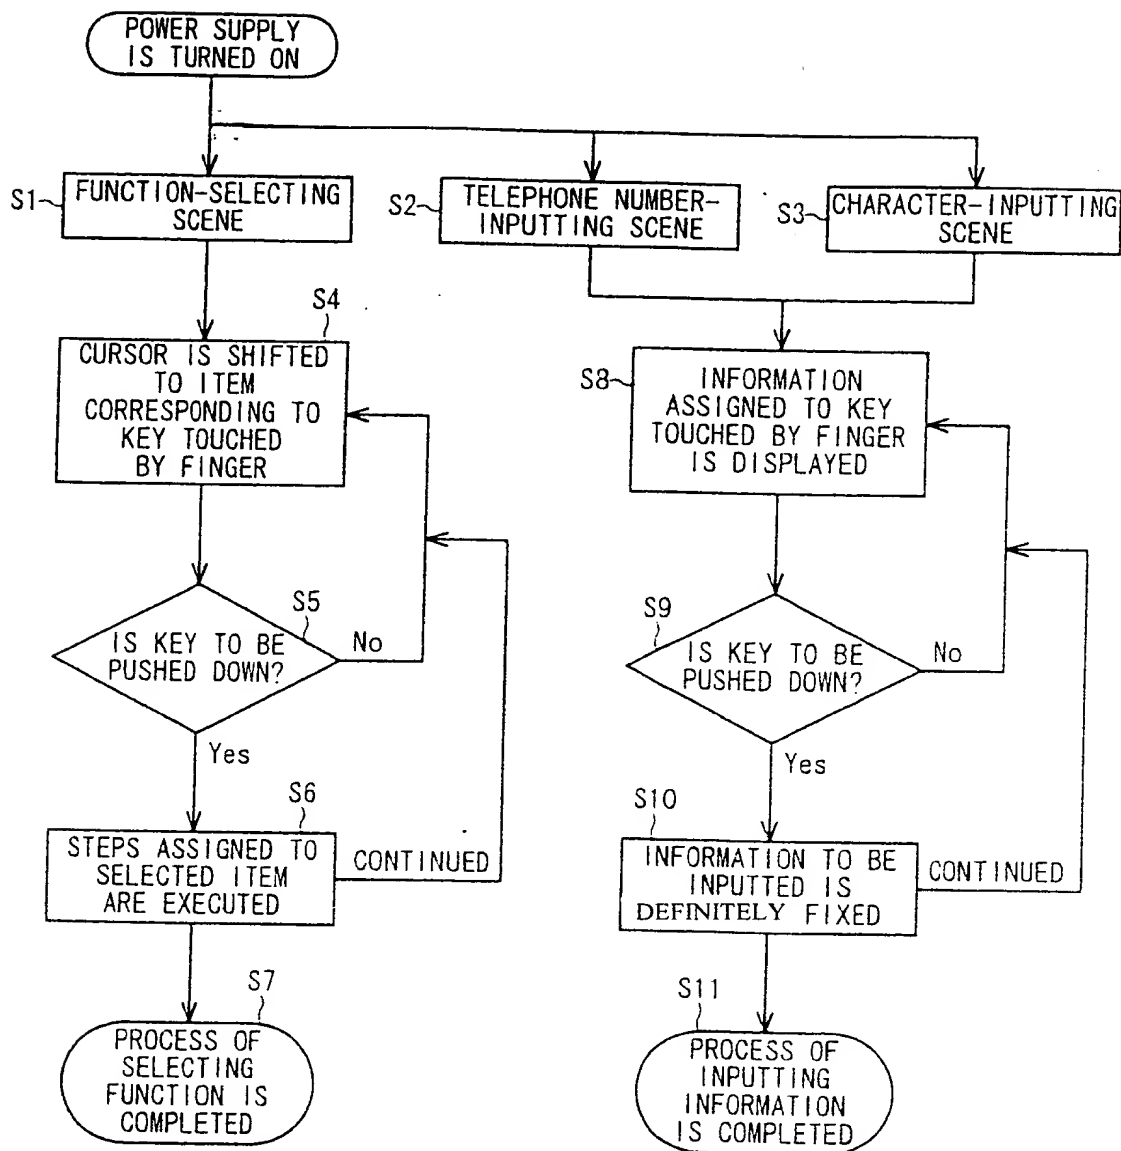 POWER SUPPLY
IS TURNED ON
S1
FUNCTION-SELECTING
SCENE
S2
TELEPHONE NUMBER-
INPUTTING SCENE
S3
CHARACTER-INPUTTING
SCENE
S4
CURSOR IS SHIFTED
TO ITEM
CORRESPONDING TO
KEY TOUCHED
BY FINGER
S8
INFORMATION
ASSIGNED TO KEY
TOUCHED BY FINGER
IS DISPLAYED
S5
IS KEY TO BE
PUSHED DOWN?
No
Yes
S9
IS KEY TO BE
PUSHED DOWN?
No
Yes
S6
STEPS ASSIGNED TO
SELECTED ITEM
ARE EXECUTED
CONTINUED
S10
INFORMATION TO BE
INPUTTED IS
DEFINITELY FIXED
CONTINUED
S7
PROCESS OF
SELECTING
FUNCTION IS
COMPLETED
S11
PROCESS OF
INPUTTING
INFORMATION
IS COMPLETED